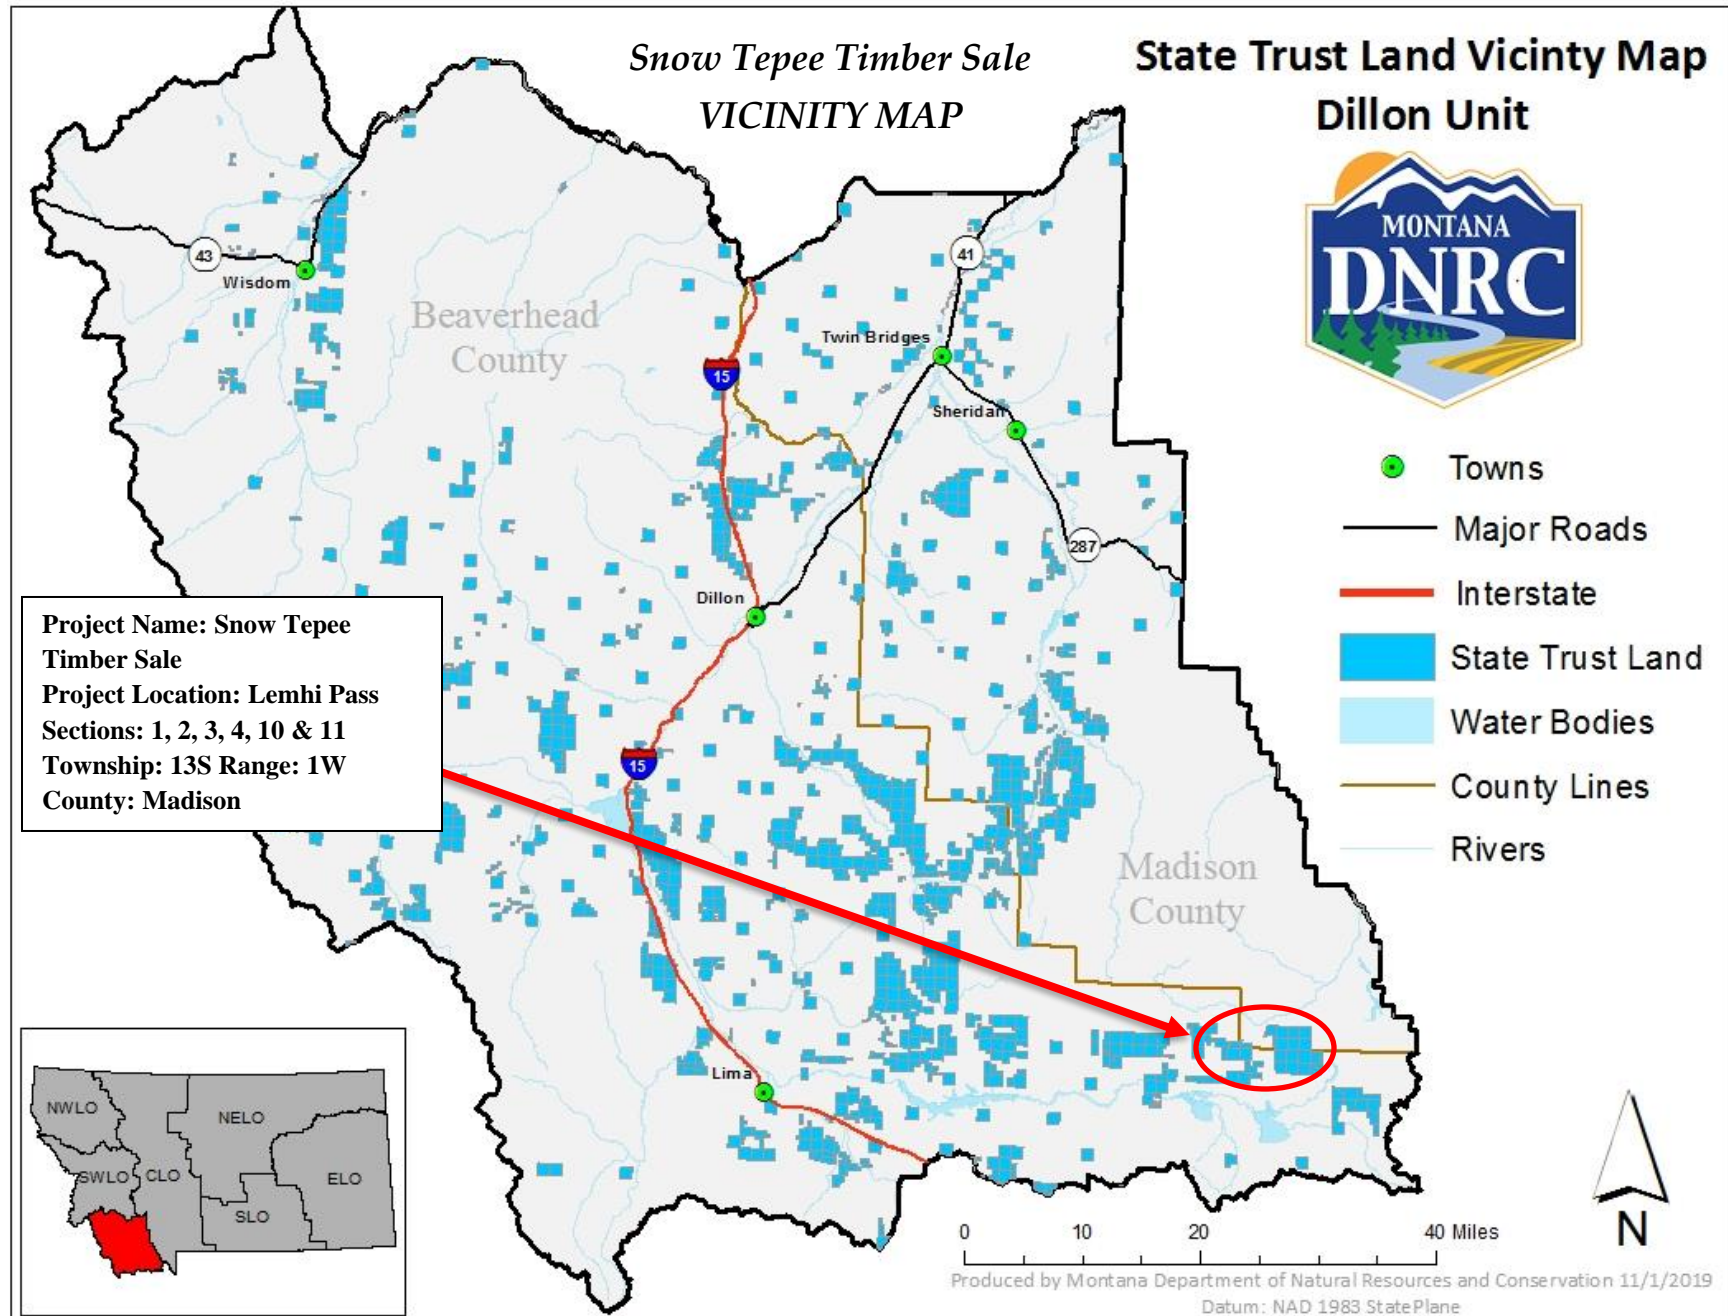 Snow Tepee Timber Sale
VICINITY MAP
State Trust Land Vicinty Map
Dillon Unit
MONTANA
DNRC
Towns
Major Roads
Interstate
State Trust Land
Water Bodies
County Lines
Rivers
43
Wisdom
Beaverhead
County
41
Twin Bridges
15
Sheridan
287
Dillon
Project Name: Snow Tepee
Timber Sale
Project Location: Lemhi Pass
Sections: 1, 2, 3, 4, 10 & 11
Township: 13S Range: 1W
County: Madison
15
Madison
County
Lima
NWLO
NELO
SWLO
CLO
ELO
SLO
N
0 10 20 40 Miles
Produced by Montana Department of Natural Resources and Conservation 11/1/2019
Datum: NAD 1983 StatePlane